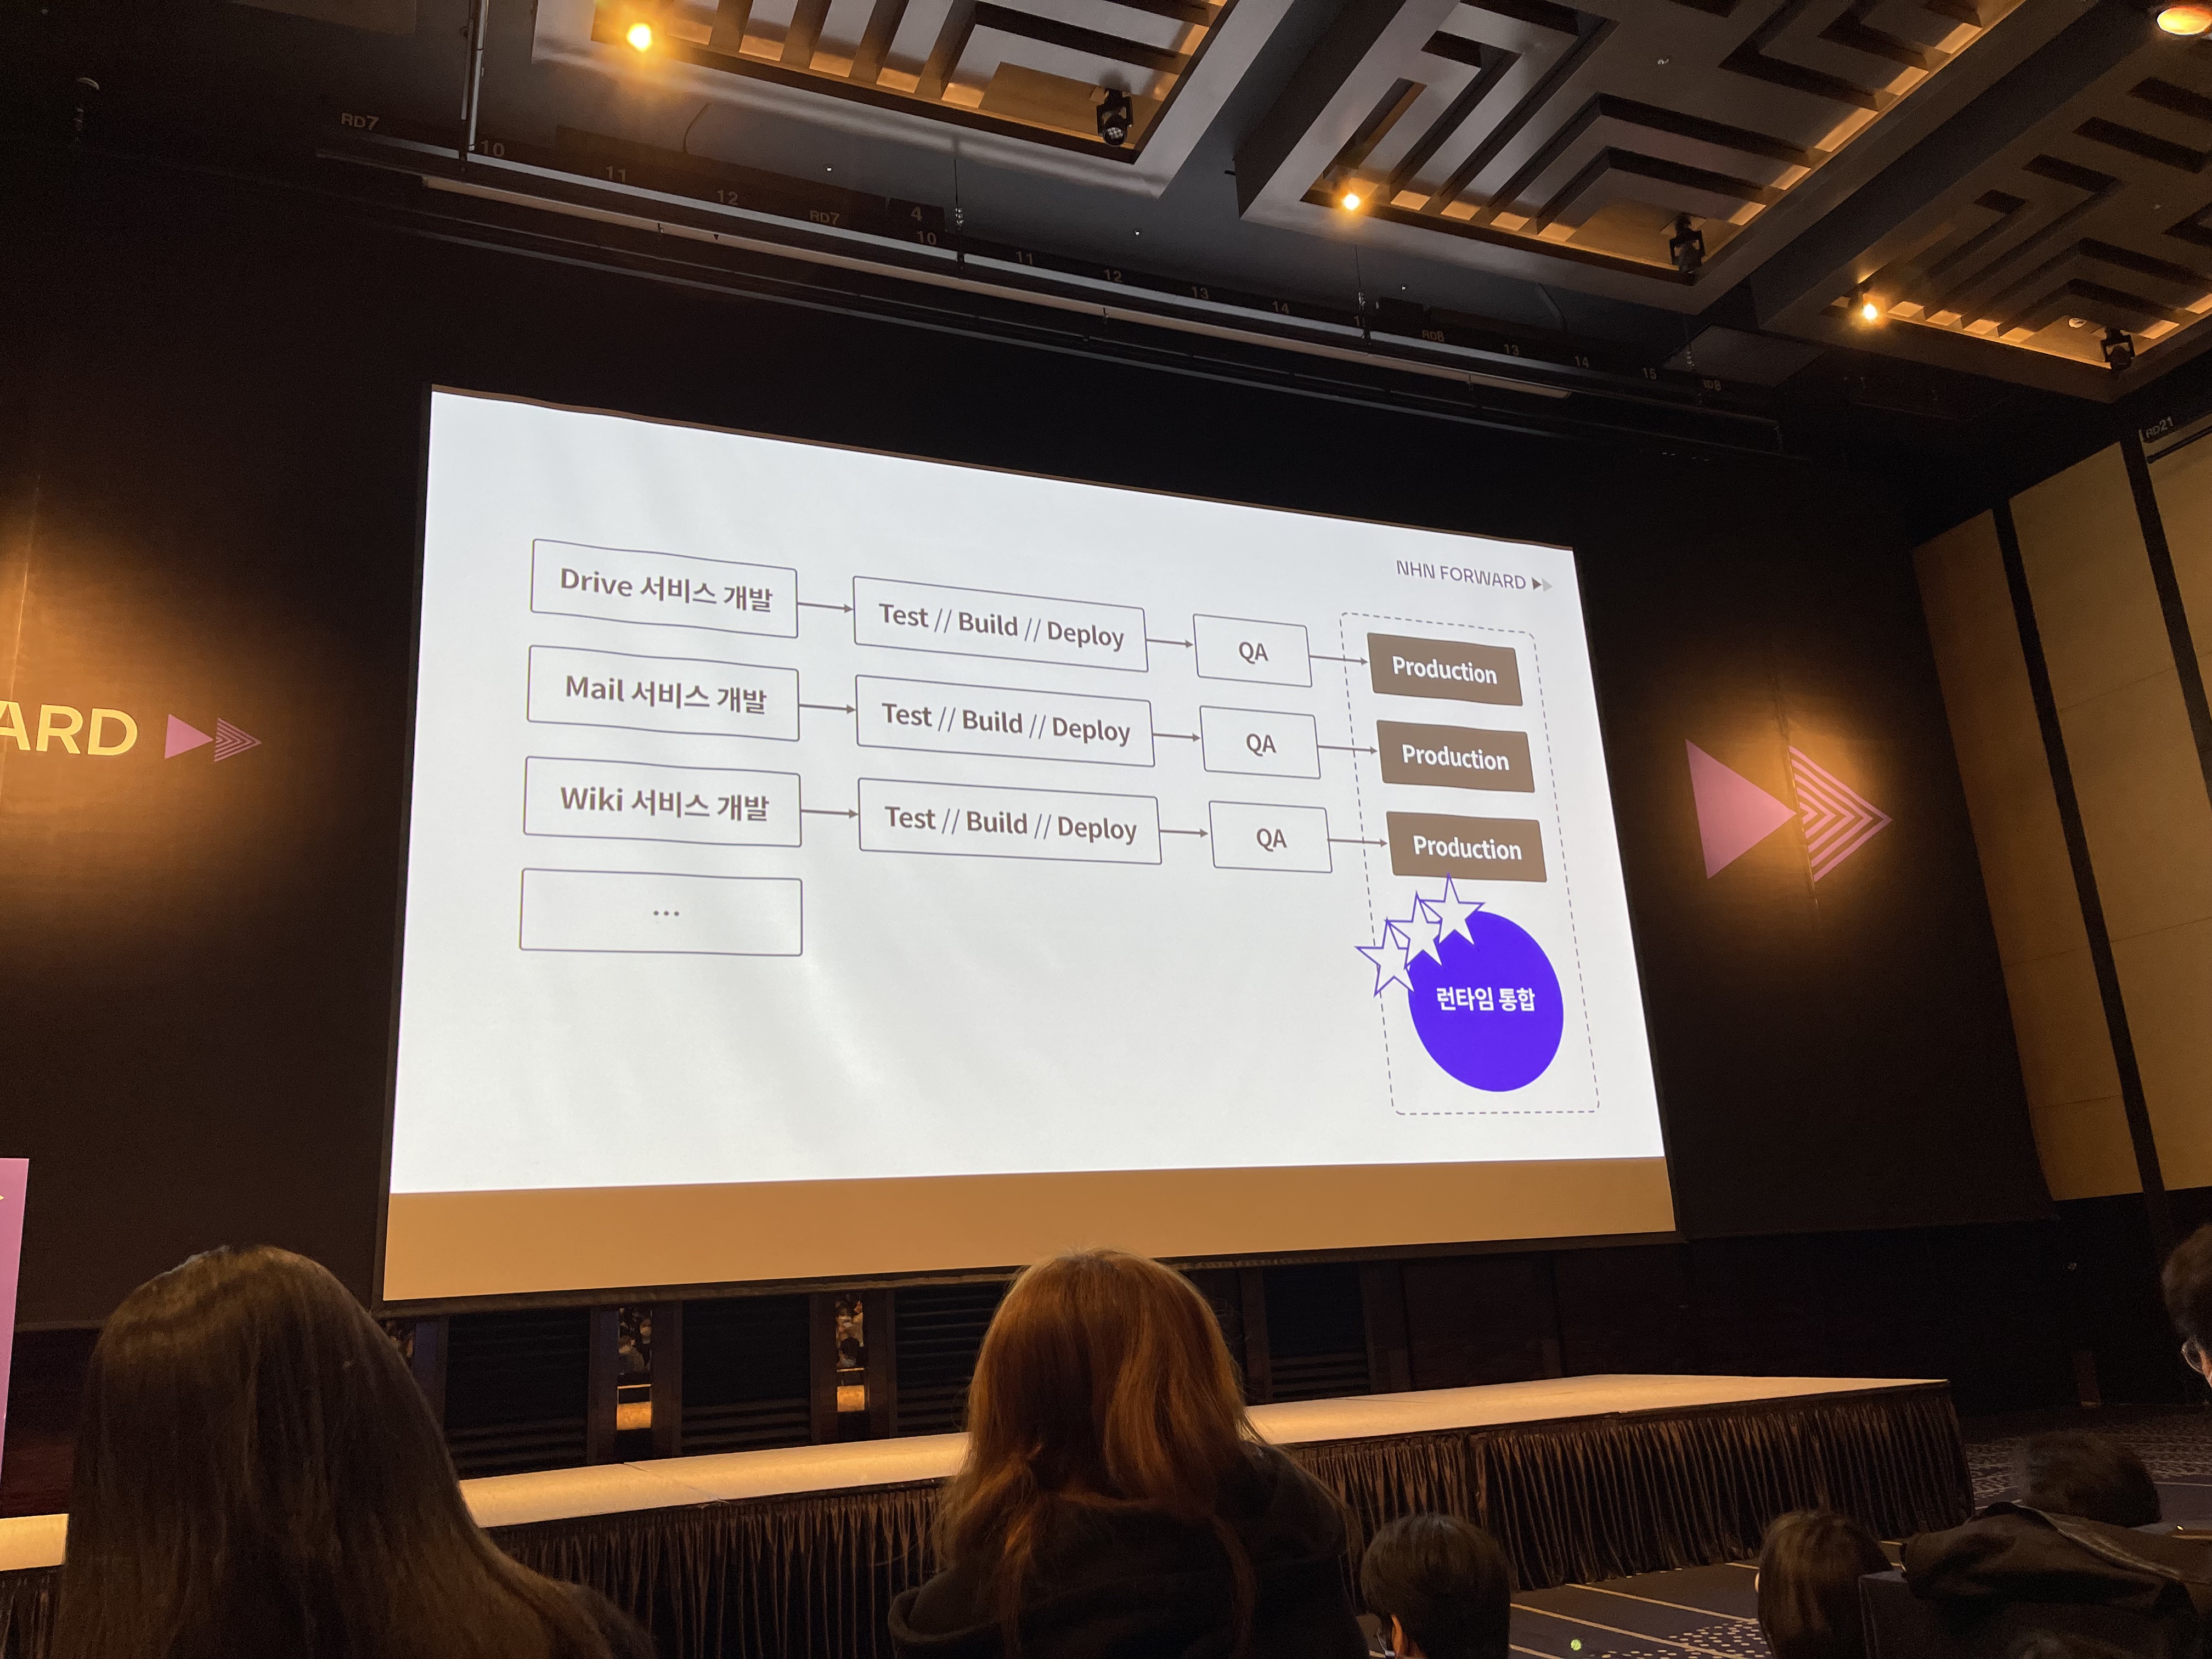 RD7
10
11
12
RD7
4
10
11
12
13
14
RD8
13
14
15
RD8
RD21
NHN FORWARD
Drive 서비스 개발
Test // Build // Deploy
QA
Production
Mail 서비스 개발
Test // Build // Deploy
QA
Production
Wiki 서비스 개발
Test // Build // Deploy
QA
Production
...
런타임 통합
ARD